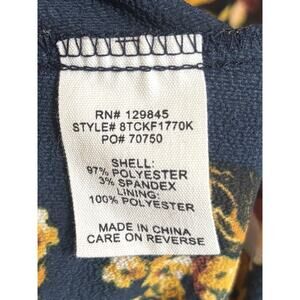 RN# 129845
STYLE# 8TCKF1770K
PO# 70750
SHELL:
97% POLYESTER
3% SPANDEX
LINING:
100% POLYESTER
MADE IN CHINA
CARE ON REVERSE